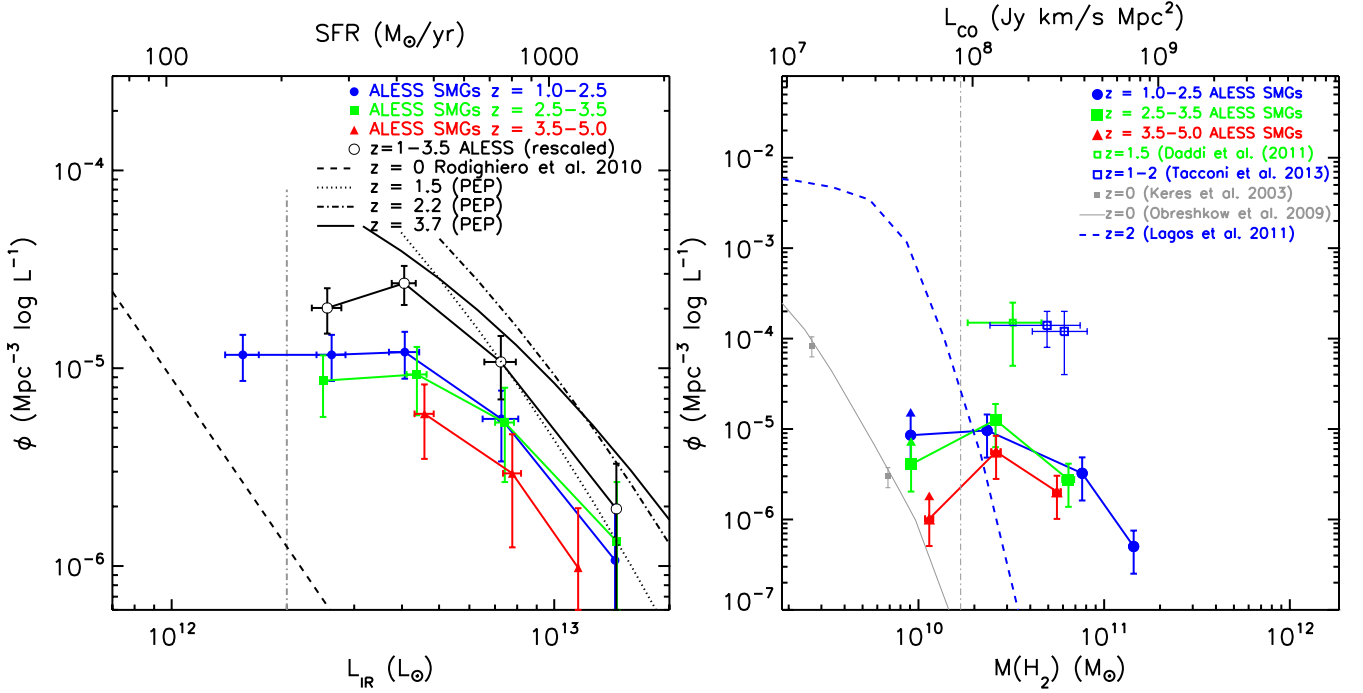 SFR (M☉/yr)
100
1000
ALESS SMGs z = 1.0−2.5
ALESS SMGs z = 2.5−3.5
ALESS SMGs z = 3.5−5.0
z=1−3.5 ALESS (rescaled)
z = 0 Rodighiero et al. 2010
z = 1.5 (PEP)
z = 2.2 (PEP)
z = 3.7 (PEP)
10⁻⁴
10⁻⁵
10⁻⁶
ϕ (Mpc⁻³ log L⁻¹)
10¹²
10¹³
L_IR (L☉)
L_CO (Jy km/s Mpc²)
10⁷
10⁸
10⁹
z = 1.0−2.5 ALESS SMGs
z = 2.5−3.5 ALESS SMGs
z = 3.5−5.0 ALESS SMGs
z=1.5 (Daddi et al. (2011)
z=1−2 (Tacconi et al. 2013)
z=0 (Keres et al. 2003)
z=0 (Obreshkow et al. 2009)
z=2 (Lagos et al. 2011)
10⁻²
10⁻³
10⁻⁴
10⁻⁵
10⁻⁶
10⁻⁷
ϕ (Mpc⁻³ log L⁻¹)
10¹⁰
10¹¹
10¹²
M(H₂) (M☉)